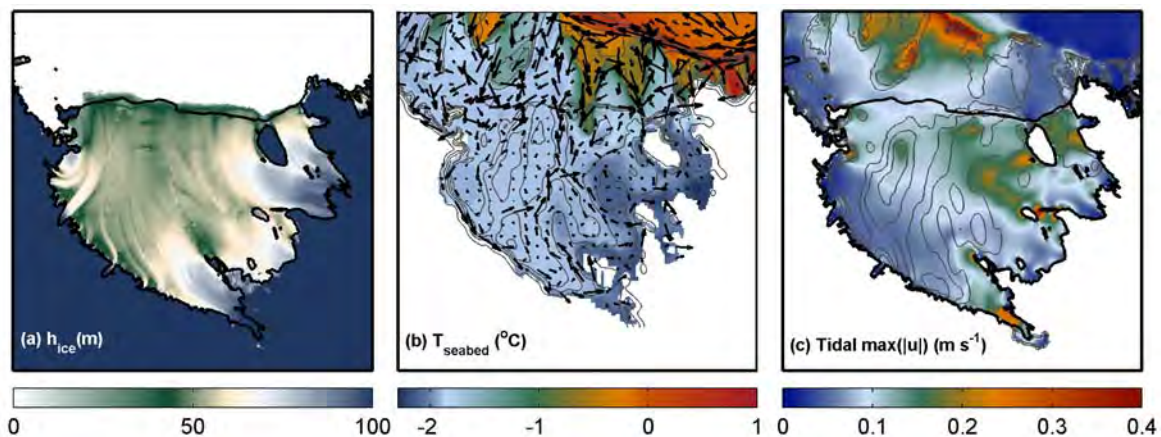 (a) h_ice(m)
(b) T_seabed (°C)
(c) Tidal max(|u|) (m s⁻¹)
0 50 100
-2 -1 0 1
0 0.1 0.2 0.3 0.4